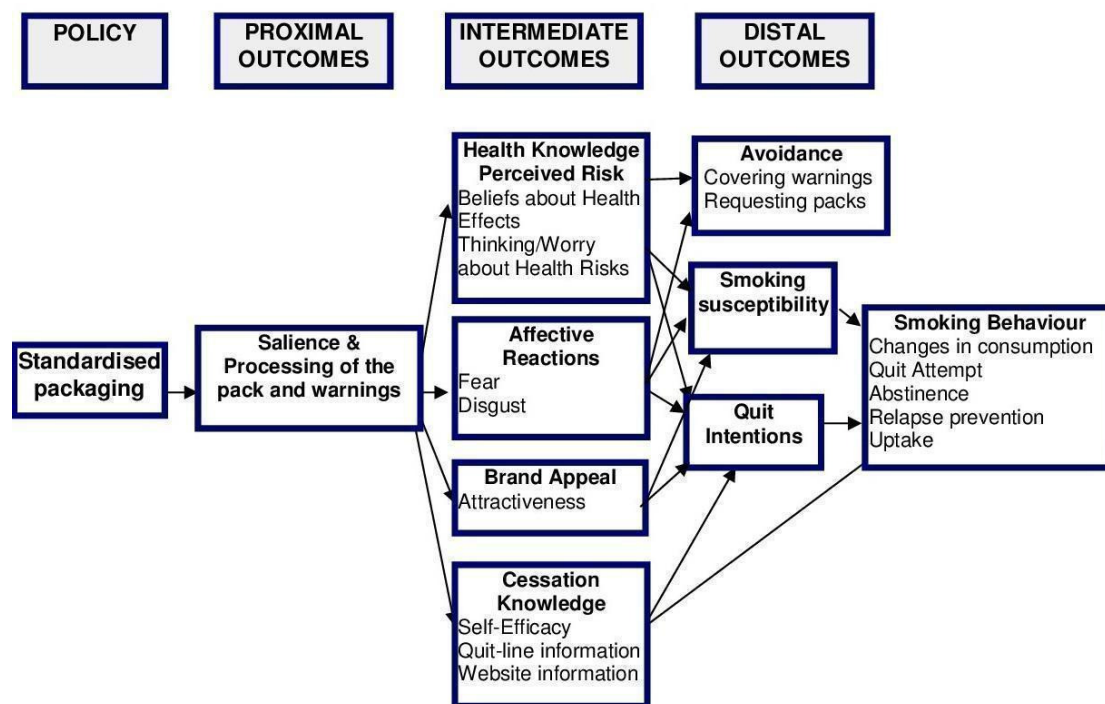 POLICY
PROXIMAL
OUTCOMES
INTERMEDIATE
OUTCOMES
DISTAL
OUTCOMES
Standardised
packaging
Salience &
Processing of the
pack and warnings
Health Knowledge
Perceived Risk
Beliefs about Health
Effects
Thinking/Worry
about Health Risks
Affective
Reactions
Fear
Disgust
Brand Appeal
Attractiveness
Cessation
Knowledge
Self-Efficacy
Quit-line information
Website information
Avoidance
Covering warnings
Requesting packs
Smoking
susceptibility
Quit
Intentions
Smoking Behaviour
Changes in consumption
Quit Attempt
Abstinence
Relapse prevention
Uptake